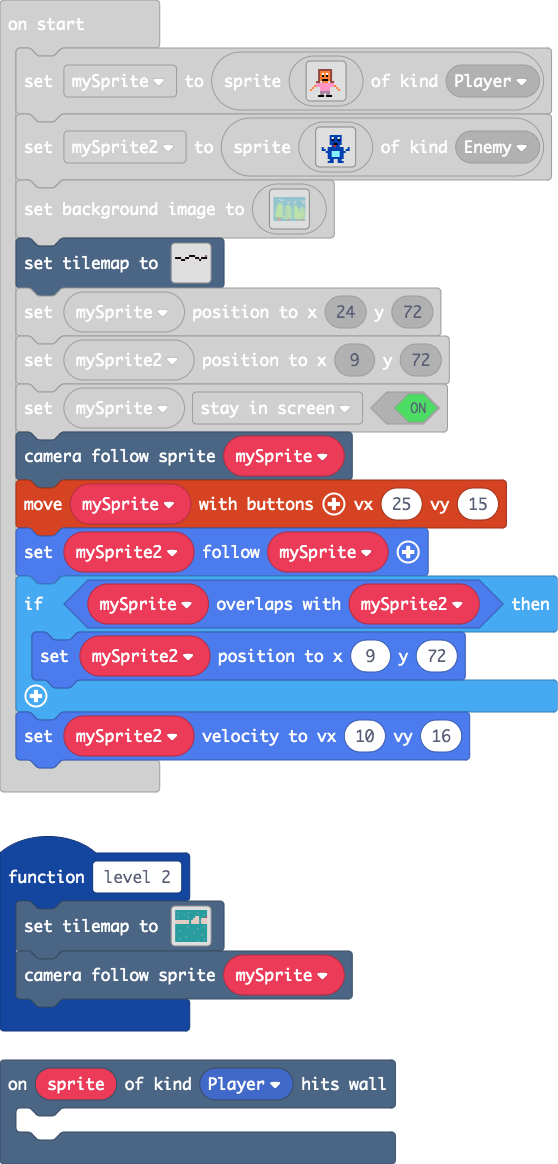 on start
set mySprite to sprite of kind Player
set mySprite2 to sprite of kind Enemy
set background image to
set tilemap to
set mySprite position to x 24 y 72
set mySprite2 position to x 9 y 72
set mySprite stay in screen ON
camera follow sprite mySprite
move mySprite with buttons vx 25 vy 15
set mySprite2 follow mySprite
if mySprite overlaps with mySprite2 then
set mySprite2 position to x 9 y 72
set mySprite2 velocity to vx 10 vy 16
function level 2
set tilemap to
camera follow sprite mySprite
on sprite of kind Player hits wall